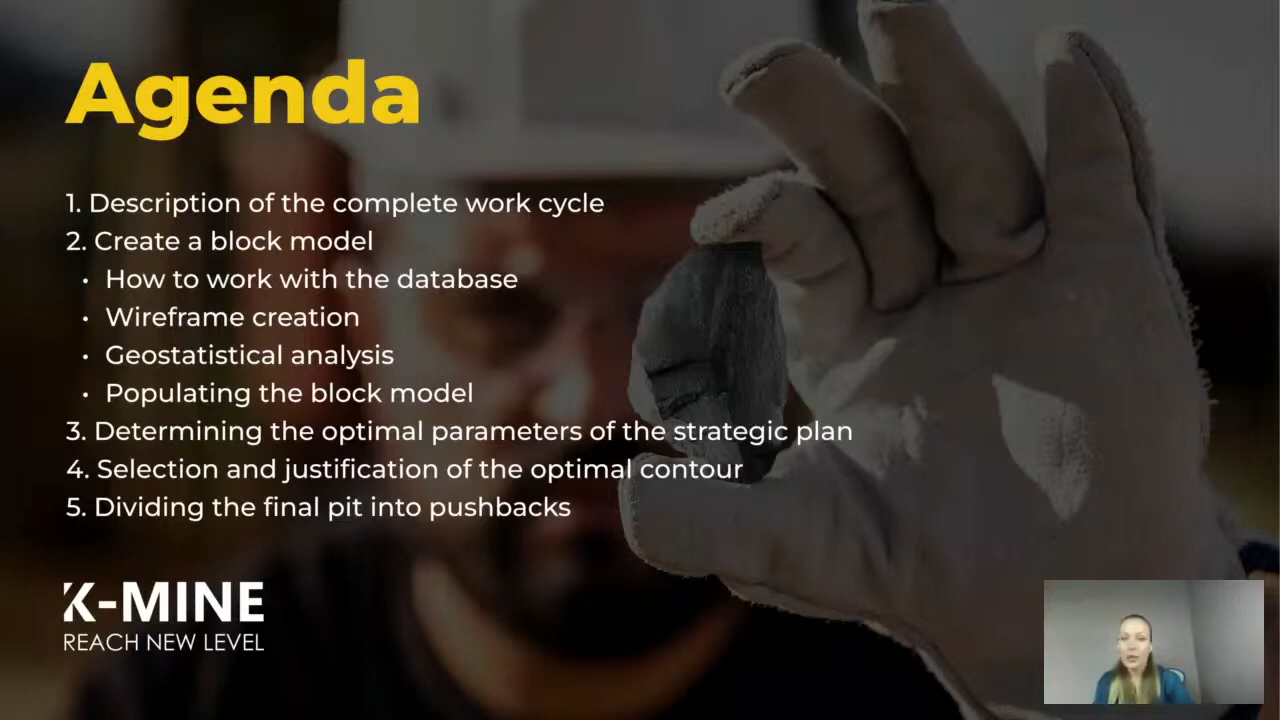 Agenda
1. Description of the complete work cycle
2. Create a block model
• How to work with the database
• Wireframe creation
• Geostatistical analysis
• Populating the block model
3. Determining the optimal parameters of the strategic plan
4. Selection and justification of the optimal contour
5. Dividing the final pit into pushbacks
K-MINE
REACH NEW LEVEL